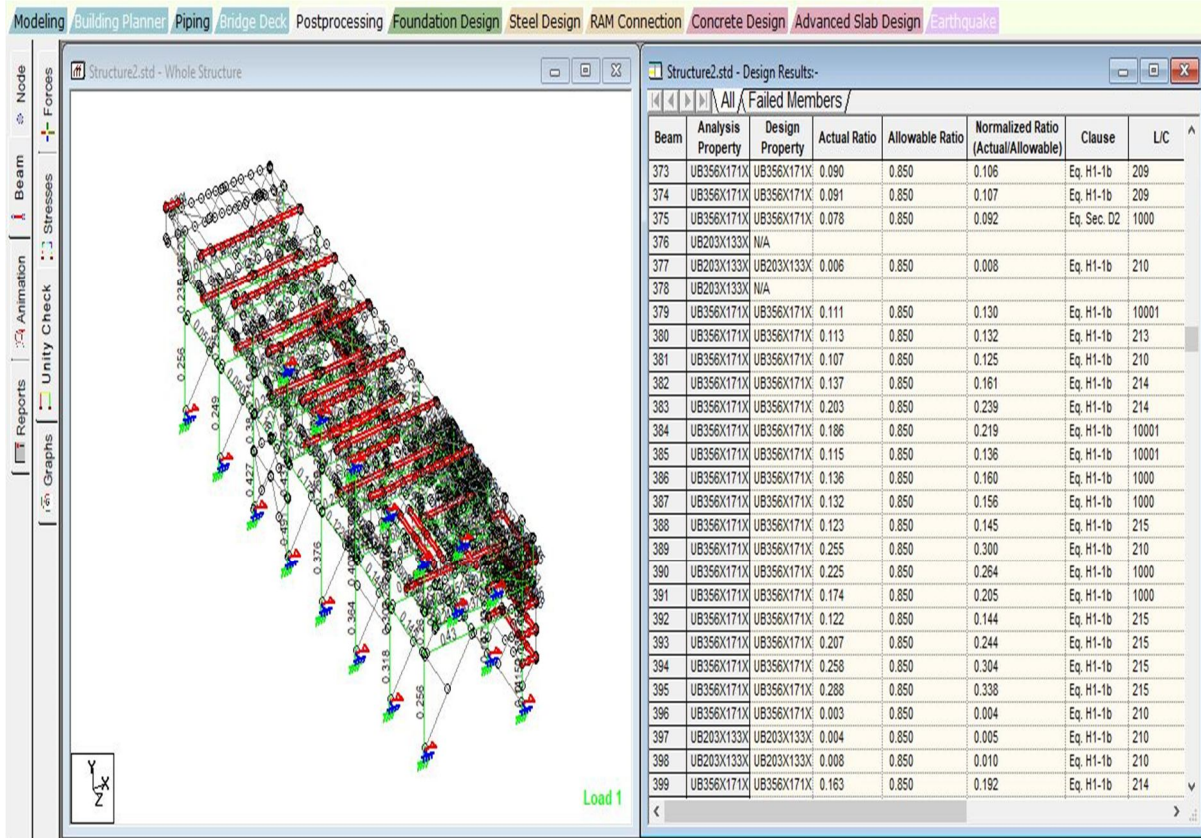 Modeling Building Planner Piping Bridge Deck Postprocessing Foundation Design Steel Design RAM Connection Concrete Design Advanced Slab Design Earthquake
Node
Beam
Animation
Reports
Forces
Stresses
Unity Check
Graphs
Structure2.std - Whole Structure
0.256
0.249
0.427
0.376
0.364
0.318
0.256
Y
X
Z
Load 1
Structure2.std - Design Results:-
All Failed Members
Beam Analysis Property Design Property Actual Ratio Allowable Ratio Normalized Ratio (Actual/Allowable) Clause L/C
373 UB356X171X UB356X171X 0.090 0.850 0.106 Eq. H1-1b 209
374 UB356X171X UB356X171X 0.091 0.850 0.107 Eq. H1-1b 209
375 UB356X171X UB356X171X 0.078 0.850 0.092 Eq. Sec. D2 1000
376 UB203X133X N/A
377 UB203X133X UB203X133X 0.006 0.850 0.008 Eq. H1-1b 210
378 UB203X133X N/A
379 UB356X171X UB356X171X 0.111 0.850 0.130 Eq. H1-1b 10001
380 UB356X171X UB356X171X 0.113 0.850 0.132 Eq. H1-1b 213
381 UB356X171X UB356X171X 0.107 0.850 0.125 Eq. H1-1b 210
382 UB356X171X UB356X171X 0.137 0.850 0.161 Eq. H1-1b 214
383 UB356X171X UB356X171X 0.203 0.850 0.239 Eq. H1-1b 214
384 UB356X171X UB356X171X 0.186 0.850 0.219 Eq. H1-1b 10001
385 UB356X171X UB356X171X 0.115 0.850 0.136 Eq. H1-1b 10001
386 UB356X171X UB356X171X 0.136 0.850 0.160 Eq. H1-1b 1000
387 UB356X171X UB356X171X 0.132 0.850 0.156 Eq. H1-1b 1000
388 UB356X171X UB356X171X 0.123 0.850 0.145 Eq. H1-1b 215
389 UB356X171X UB356X171X 0.255 0.850 0.300 Eq. H1-1b 210
390 UB356X171X UB356X171X 0.225 0.850 0.264 Eq. H1-1b 1000
391 UB356X171X UB356X171X 0.174 0.850 0.205 Eq. H1-1b 1000
392 UB356X171X UB356X171X 0.122 0.850 0.144 Eq. H1-1b 215
393 UB356X171X UB356X171X 0.207 0.850 0.244 Eq. H1-1b 215
394 UB356X171X UB356X171X 0.258 0.850 0.304 Eq. H1-1b 215
395 UB356X171X UB356X171X 0.288 0.850 0.338 Eq. H1-1b 215
396 UB356X171X UB356X171X 0.003 0.850 0.004 Eq. H1-1b 210
397 UB203X133X UB203X133X 0.004 0.850 0.005 Eq. H1-1b 210
398 UB203X133X UB203X133X 0.008 0.850 0.010 Eq. H1-1b 210
399 UB356X171X UB356X171X 0.163 0.850 0.192 Eq. H1-1b 214